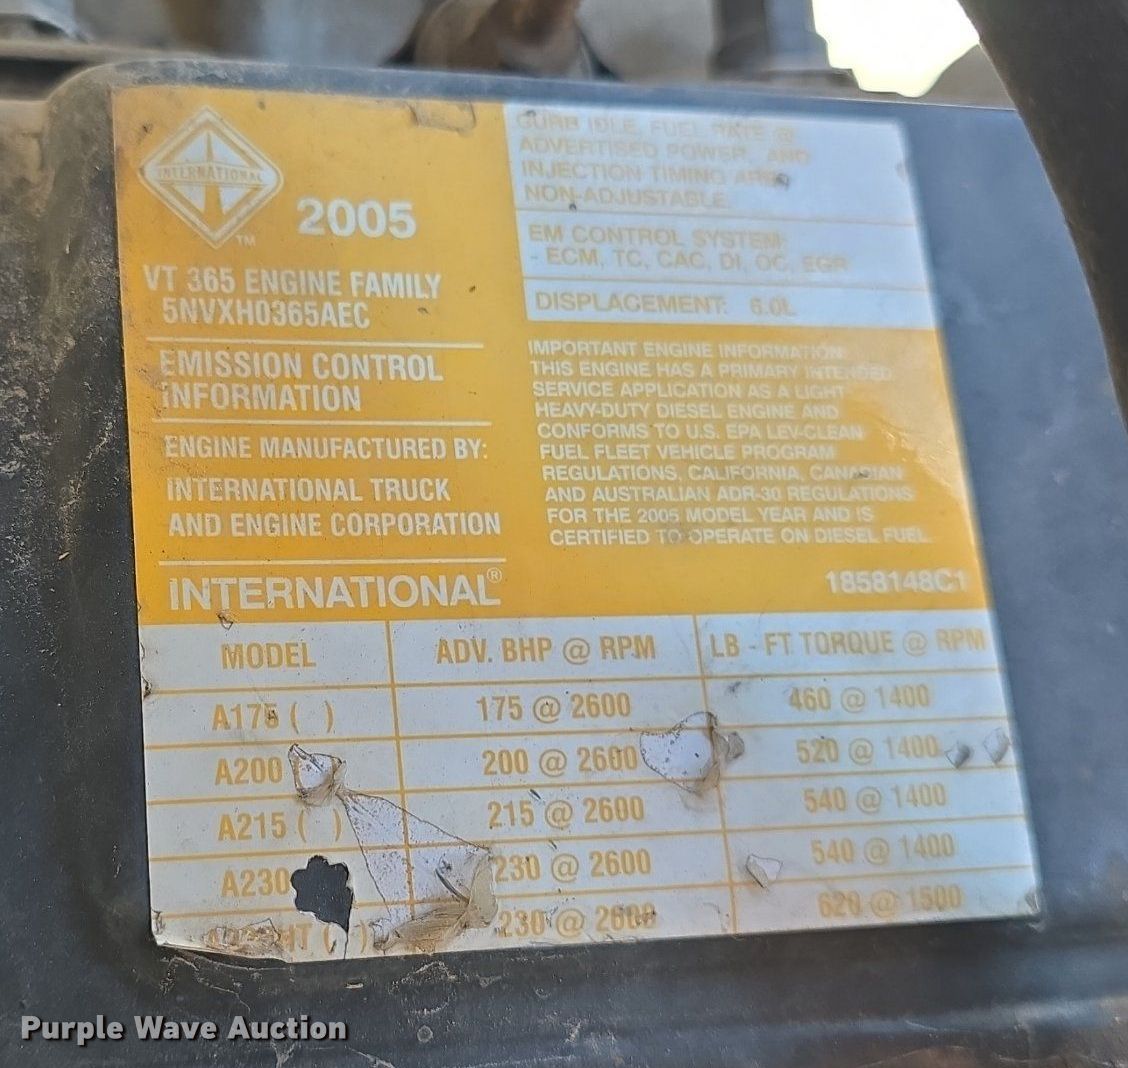 INTERNATIONAL
TM
2005
VT 365 ENGINE FAMILY
5NVXH0365AEC
EMISSION CONTROL
INFORMATION
ENGINE MANUFACTURED BY:
INTERNATIONAL TRUCK
AND ENGINE CORPORATION
INTERNATIONAL®
CURB IDLE, FUEL RATE @
ADVERTISED POWER, AND
INJECTION TIMING ARE
NON-ADJUSTABLE.
EM CONTROL SYSTEM:
- ECM, TC, CAC, DI, OC, EGR
DISPLACEMENT: 6.0L
IMPORTANT ENGINE INFORMATION:
THIS ENGINE HAS A PRIMARY INTENDED
SERVICE APPLICATION AS A LIGHT
HEAVY-DUTY DIESEL ENGINE AND
CONFORMS TO U.S. EPA LEV-CLEAN
FUEL FLEET VEHICLE PROGRAM
REGULATIONS, CALIFORNIA, CANADIAN
AND AUSTRALIAN ADR-30 REGULATIONS
FOR THE 2005 MODEL YEAR AND IS
CERTIFIED TO OPERATE ON DIESEL FUEL.
1858148C1
MODEL ADV. BHP @ RPM LB - FT TORQUE @ RPM
A175 ( ) 175 @ 2600 460 @ 1400
A200 200 @ 2600 520 @ 1400
A215 ( ) 215 @ 2600 540 @ 1400
A230 230 @ 2600 540 @ 1400
HT ( ) 230 @ 2600 620 @ 1500
Purple Wave Auction